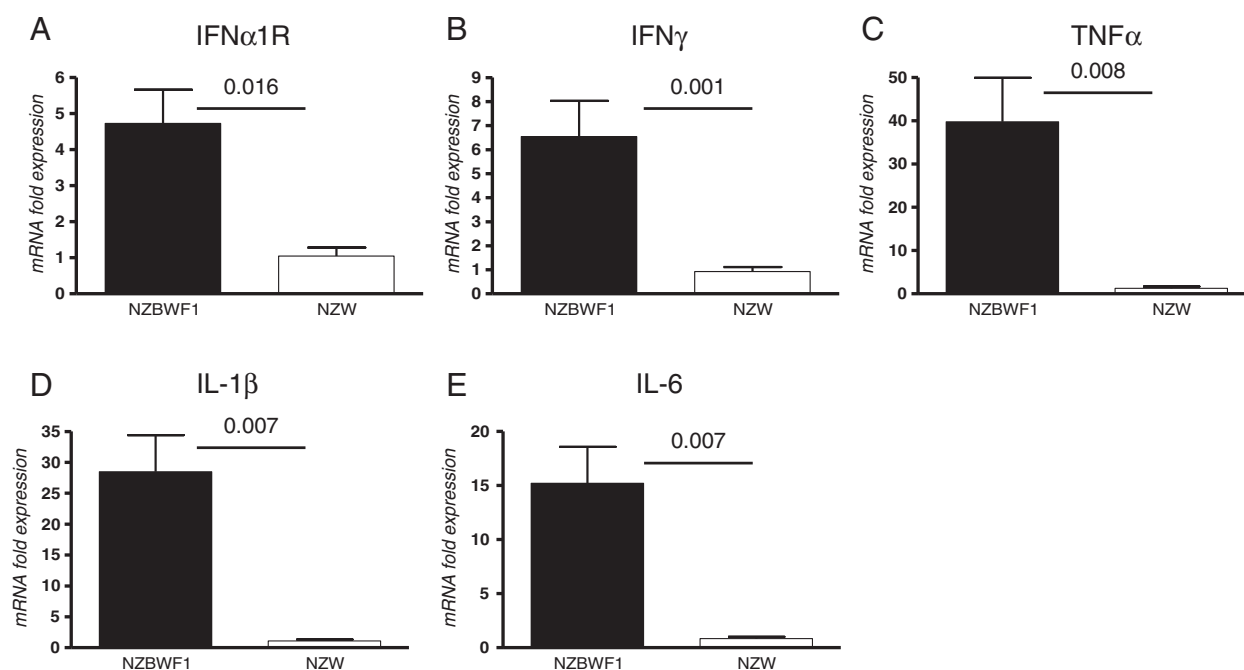 A
IFNα1R
mRNA fold expression
6
5
4
3
2
1
0
0.016
NZBWF1
NZW
B
IFNγ
mRNA fold expression
9
8
7
6
5
4
3
2
1
0
0.001
NZBWF1
NZW
C
TNFα
mRNA fold expression
50
40
30
20
10
0
0.008
NZBWF1
NZW
D
IL-1β
mRNA fold expression
35
30
25
20
15
10
5
0
0.007
NZBWF1
NZW
E
IL-6
mRNA fold expression
20
15
10
5
0
0.007
NZBWF1
NZW